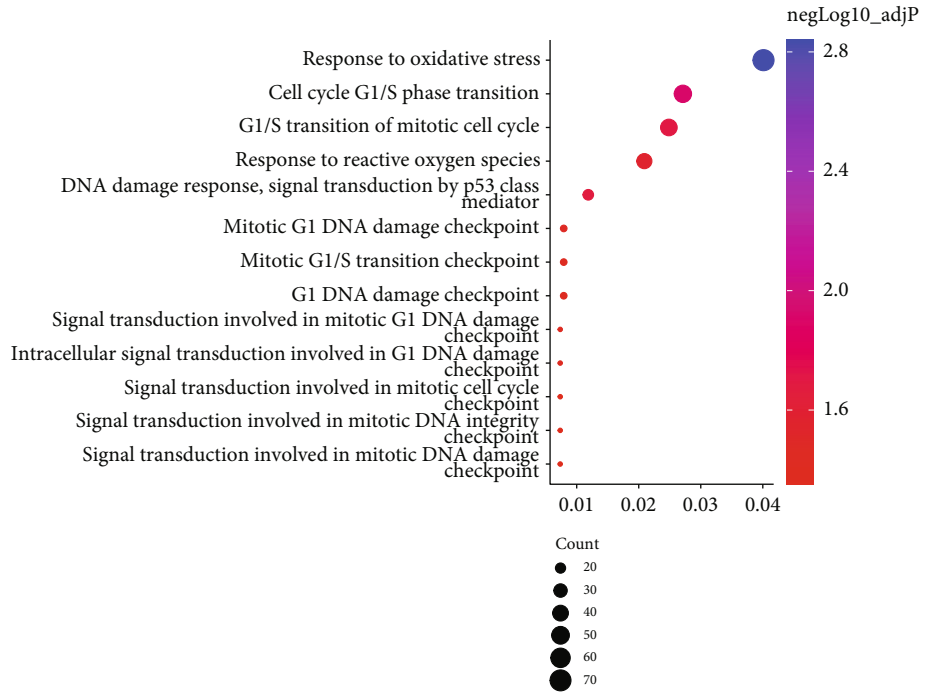 negLog10_adjP
Response to oxidative stress
Cell cycle G1/S phase transition
G1/S transition of mitotic cell cycle
Response to reactive oxygen species
DNA damage response, signal transduction by p53 class
mediator
Mitotic G1 DNA damage checkpoint
Mitotic G1/S transition checkpoint
G1 DNA damage checkpoint
Signal transduction involved in mitotic G1 DNA damage
checkpoint
Intracellular signal transduction involved in G1 DNA damage
checkpoint
Signal transduction involved in mitotic cell cycle
checkpoint
Signal transduction involved in mitotic DNA integrity
checkpoint
Signal transduction involved in mitotic DNA damage
checkpoint
2.8
2.4
2.0
1.6
0.01 0.02 0.03 0.04
Count
20
30
40
50
60
70